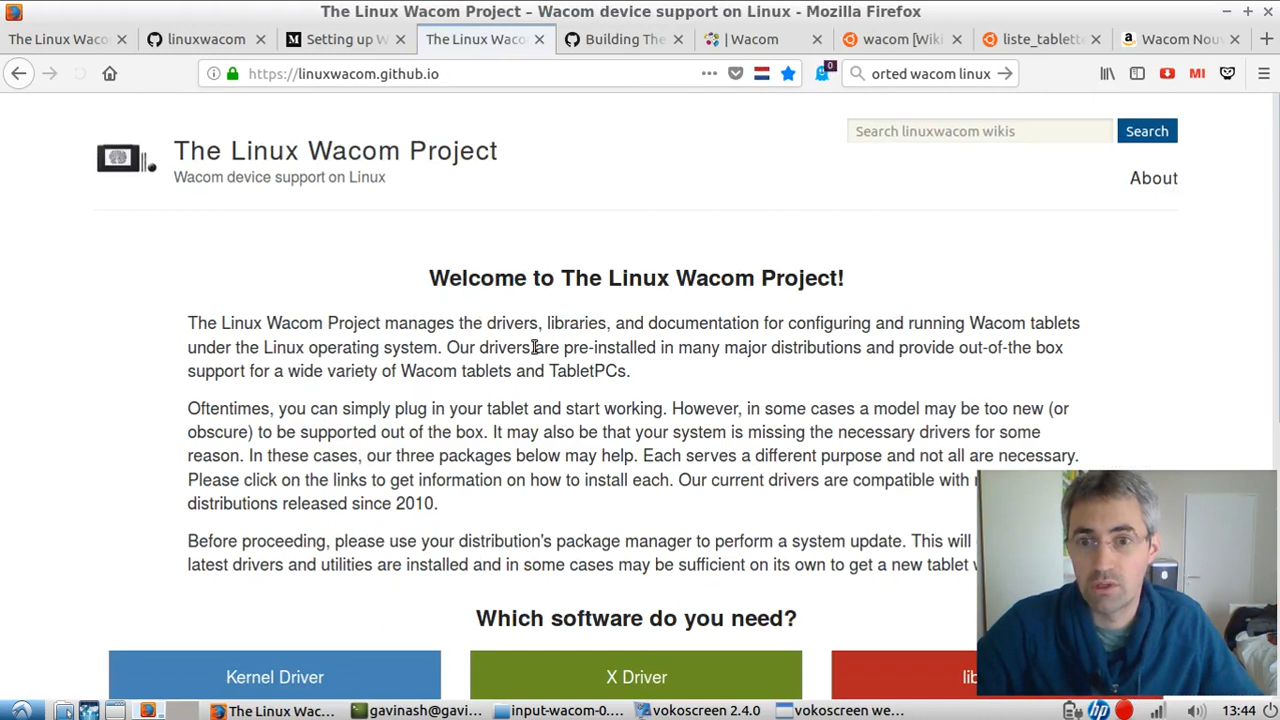 The Linux Wacom Project – Wacom device support on Linux - Mozilla Firefox
The Linux Waco
linuxwacom
Setting up W
The Linux Waco
Building The
| Wacom
wacom [Wiki
liste_tablette
Wacom Nouv
https://linuxwacom.github.io
orted wacom linux
MI
0
The Linux Wacom Project
Wacom device support on Linux
Search linuxwacom wikis
Search
About
Welcome to The Linux Wacom Project!
The Linux Wacom Project manages the drivers, libraries, and documentation for configuring and running Wacom tablets
under the Linux operating system. Our drivers are pre-installed in many major distributions and provide out-of-the box
support for a wide variety of Wacom tablets and TabletPCs.
Oftentimes, you can simply plug in your tablet and start working. However, in some cases a model may be too new (or
obscure) to be supported out of the box. It may also be that your system is missing the necessary drivers for some
reason. In these cases, our three packages below may help. Each serves a different purpose and not all are necessary.
Please click on the links to get information on how to install each. Our current drivers are compatible with
distributions released since 2010.
Before proceeding, please use your distribution's package manager to perform a system update. This will
latest drivers and utilities are installed and in some cases may be sufficient on its own to get a new tablet
Which software do you need?
Kernel Driver
X Driver
The Linux Wac...
gavinash@gavi...
input-wacom-0....
vokoscreen 2.4.0
vokoscreen we...
hp
13:44